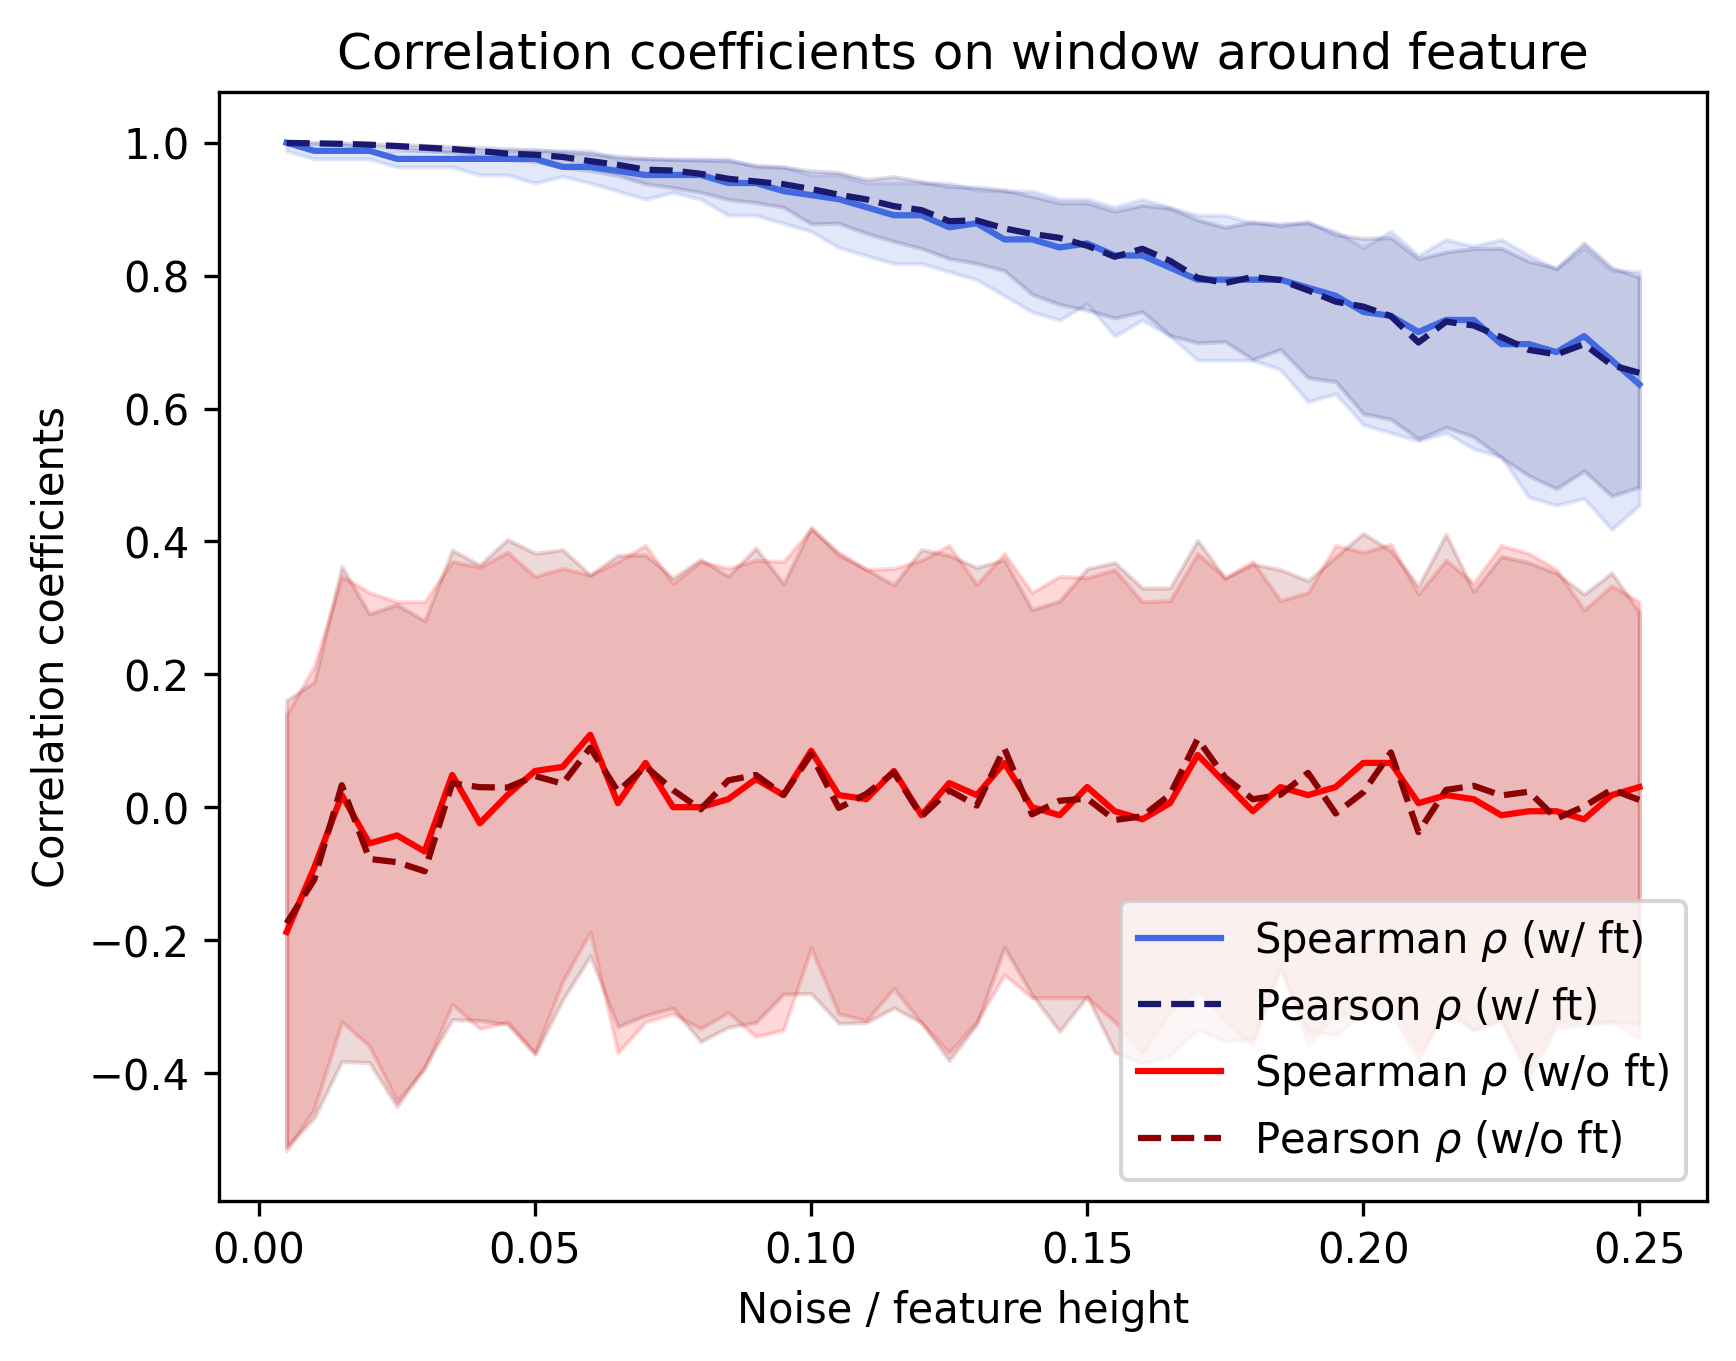 Correlation coefficients on window around feature
Correlation coefficients
1.0
0.8
0.6
0.4
0.2
0.0
−0.2
−0.4
Spearman ρ (w/ ft)
Pearson ρ (w/ ft)
Spearman ρ (w/o ft)
Pearson ρ (w/o ft)
0.00 0.05 0.10 0.15 0.20 0.25
Noise / feature height